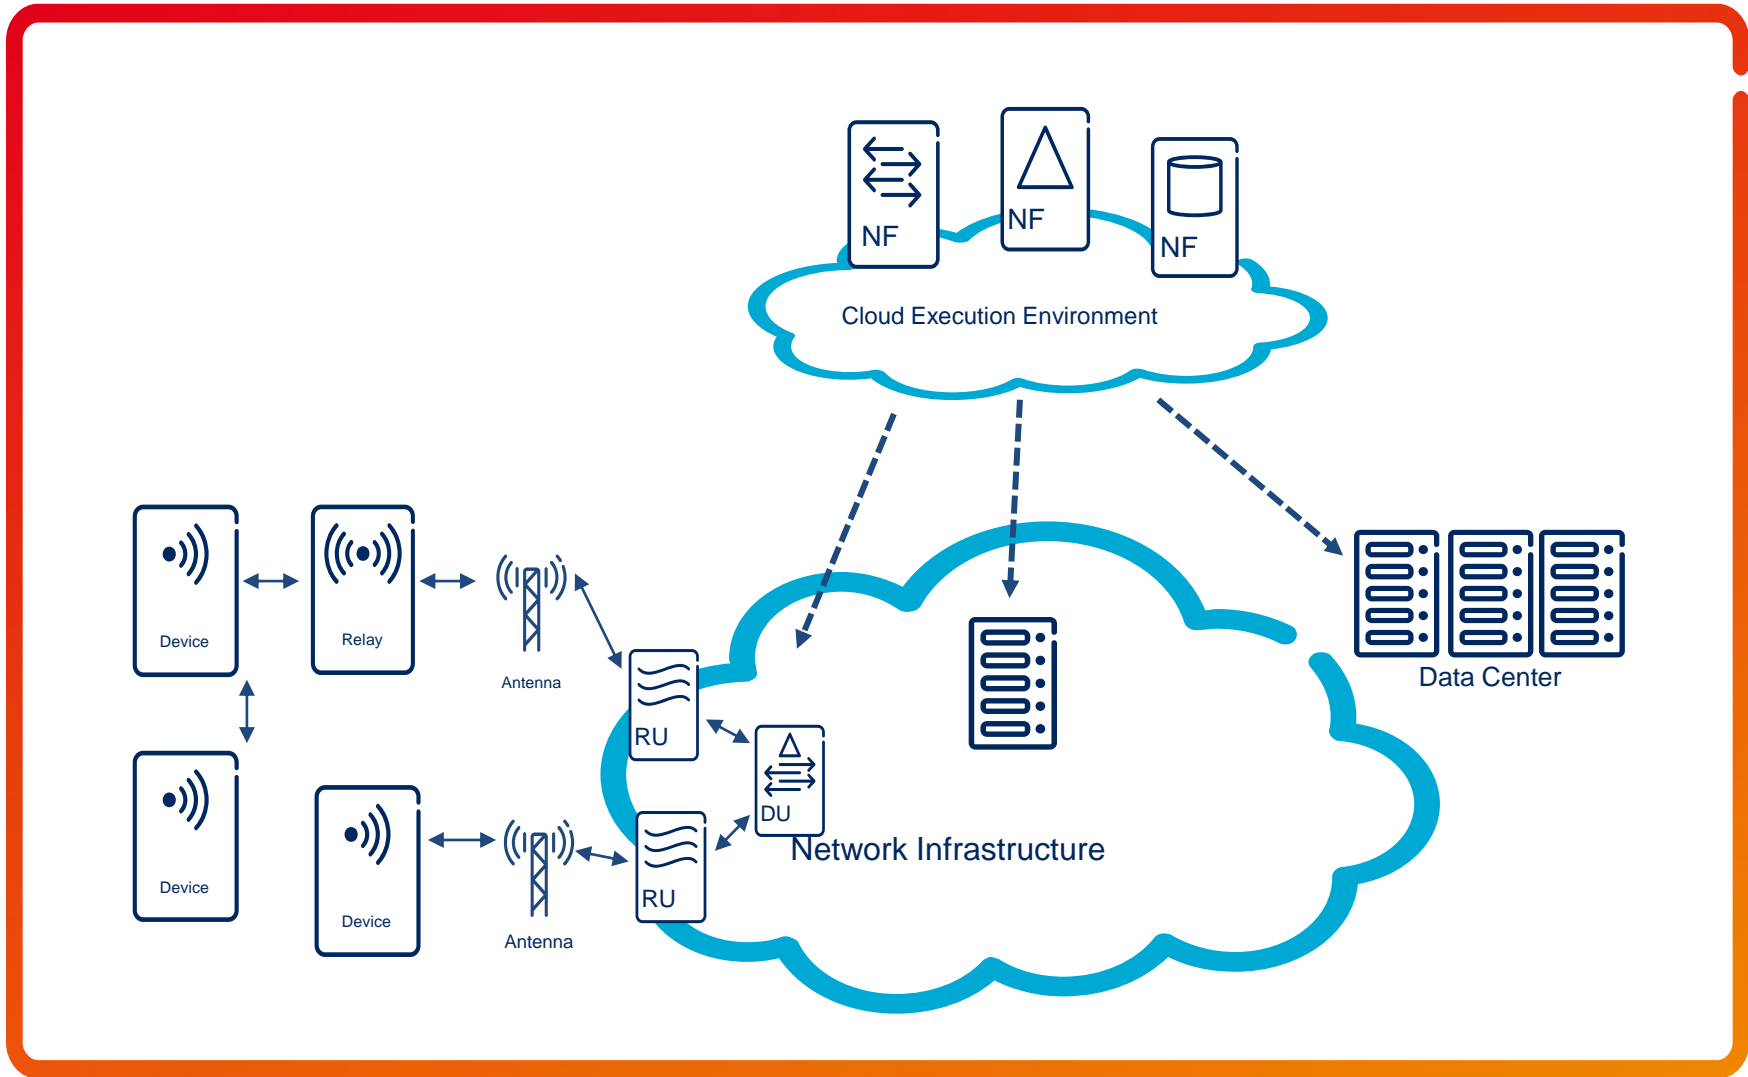 NF
NF
NF
Cloud Execution Environment
Device
Relay
Antenna
Data Center
RU
DU
Network Infrastructure
Device
Device
Antenna
RU